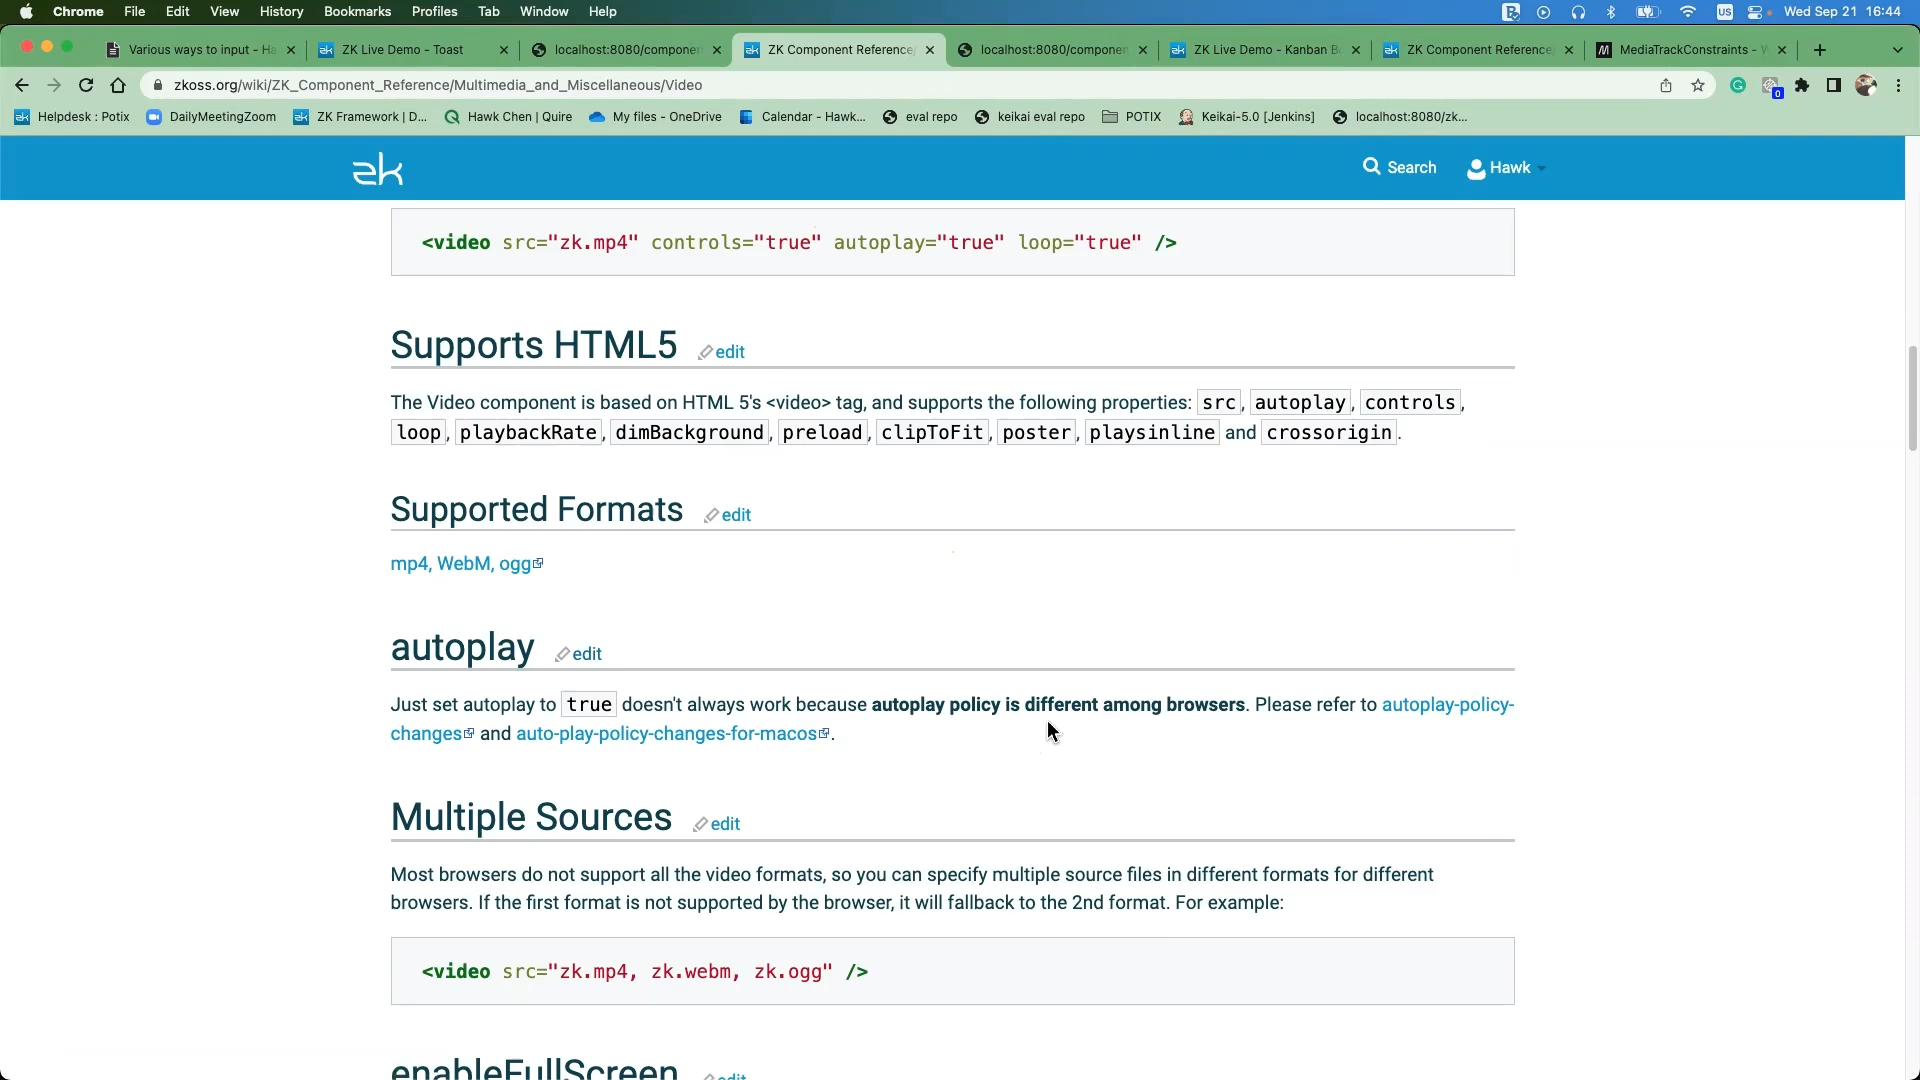 Chrome File Edit View History Bookmarks Profiles Tab Window Help US Wed Sep 21 16:44
Various ways to input - Ha ZK Live Demo - Toast localhost:8080/componen ZK Component Reference/ localhost:8080/componen ZK Live Demo - Kanban Bo ZK Component Reference/ MediaTrackConstraints - W
zkoss.org/wiki/ZK_Component_Reference/Multimedia_and_Miscellaneous/Video 0
Helpdesk : Potix DailyMeetingZoom ZK Framework | D... Hawk Chen | Quire My files - OneDrive Calendar - Hawk... eval repo keikai eval repo POTIX Keikai-5.0 [Jenkins] localhost:8080/zk...
zk Search Hawk
<video src="zk.mp4" controls="true" autoplay="true" loop="true" />
Supports HTML5 edit
The Video component is based on HTML 5's <video> tag, and supports the following properties: src, autoplay, controls,
loop, playbackRate, dimBackground, preload, clipToFit, poster, playsinline and crossorigin.
Supported Formats edit
mp4, WebM, ogg
autoplay edit
Just set autoplay to true doesn't always work because autoplay policy is different among browsers. Please refer to autoplay-policy-
changes and auto-play-policy-changes-for-macos.
Multiple Sources edit
Most browsers do not support all the video formats, so you can specify multiple source files in different formats for different
browsers. If the first format is not supported by the browser, it will fallback to the 2nd format. For example:
<video src="zk.mp4, zk.webm, zk.ogg" />
enableFullScreen edit